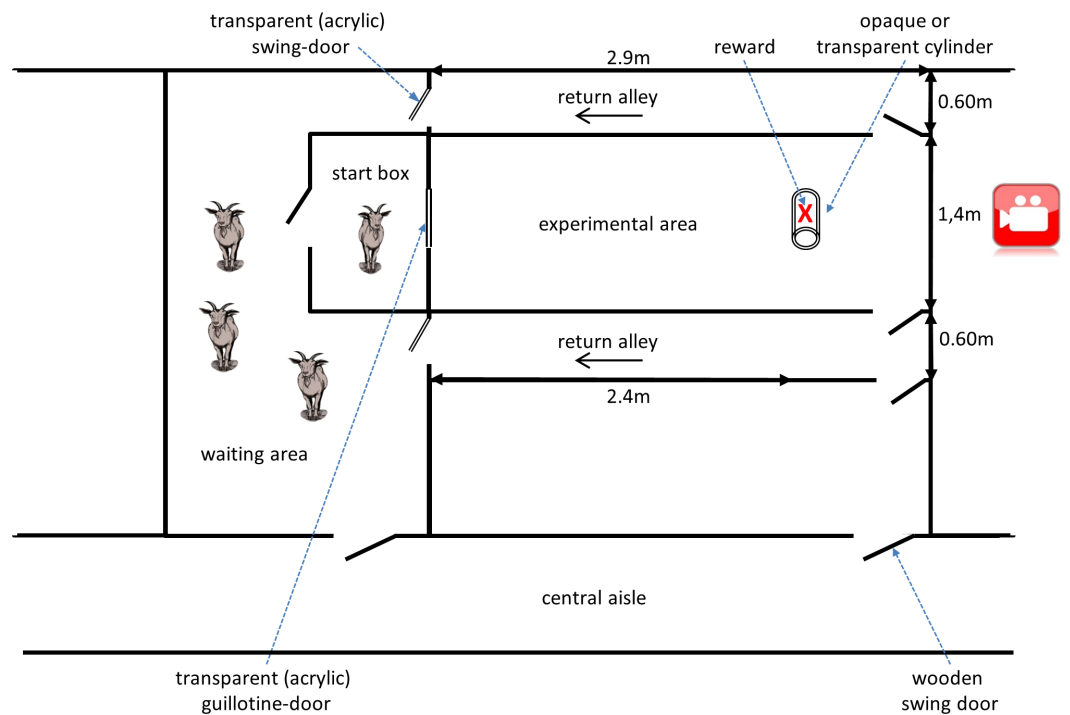 transparent (acrylic)
swing-door
opaque or
transparent cylinder
reward
2.9m
return alley
0.60m
start box
experimental area
1,4m
return alley
0.60m
2.4m
waiting area
central aisle
transparent (acrylic)
guillotine-door
wooden
swing door
X